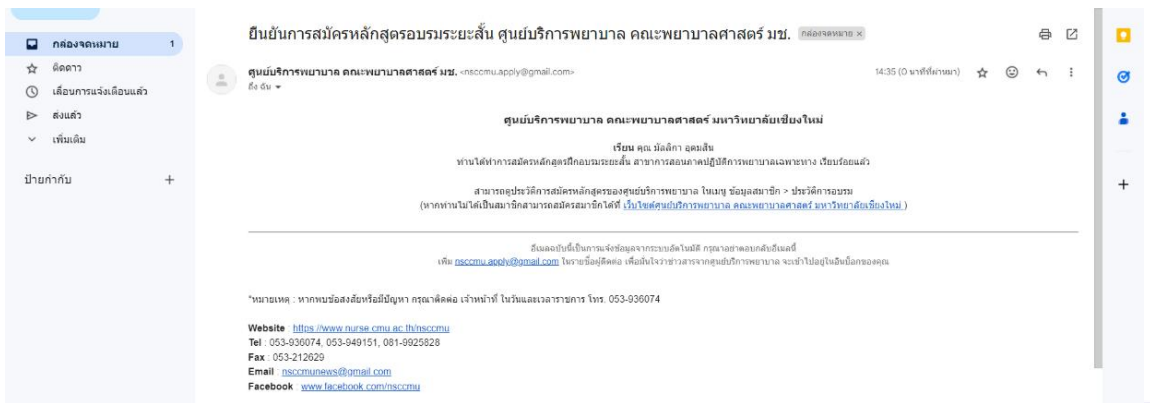 ยืนยันการสมัครหลักสูตรอบรมระยะสั้น ศูนย์บริการพยาบาล คณะพยาบาลศาสตร์ มช. กล่องจดหมาย ×
กล่องจดหมาย 1
ติดดาว
เลื่อนการแจ้งเตือนแล้ว
ส่งแล้ว
เพิ่มเติม
ป้ายกำกับ +
ศูนย์บริการพยาบาล คณะพยาบาลศาสตร์ มช. <nsccmu.apply@gmail.com> 14:35 (0 นาทีที่ผ่านมา)
ถึง ฉัน
ศูนย์บริการพยาบาล คณะพยาบาลศาสตร์ มหาวิทยาลัยเชียงใหม่
เรียน คุณ มัลลิกา อุดมสิน
ท่านได้ทำการสมัครหลักสูตรฝึกอบรมระยะสั้น สาขาการสอนภาคปฏิบัติการพยาบาลเฉพาะทาง เรียบร้อยแล้ว
สามารถดูประวัติการสมัครหลักสูตรของศูนย์บริการพยาบาล ในเมนู ข้อมูลสมาชิก > ประวัติการอบรม
(หากท่านไม่ได้เป็นสมาชิกสามารถสมัครสมาชิกได้ที่ เว็บไซต์ศูนย์บริการพยาบาล คณะพยาบาลศาสตร์ มหาวิทยาลัยเชียงใหม่ )
อีเมลฉบับนี้เป็นการแจ้งข้อมูลจากระบบอัตโนมัติ กรุณาอย่าตอบกลับอีเมลนี้
เพิ่ม nsccmu.apply@gmail.com ในรายชื่อผู้ติดต่อ เพื่อมั่นใจว่าข่าวสารจากศูนย์บริการพยาบาล จะเข้าไปอยู่ในอินบ็อกของคุณ
*หมายเหตุ : หากพบข้อสงสัยหรือมีปัญหา กรุณาติดต่อ เจ้าหน้าที่ ในวันและเวลาราชการ โทร. 053-936074
Website : https://www.nurse.cmu.ac.th/nsccmu
Tel : 053-936074, 053-949151, 081-9925828
Fax : 053-212629
Email : nsccmunews@gmail.com
Facebook : www.facebook.com/nsccmu